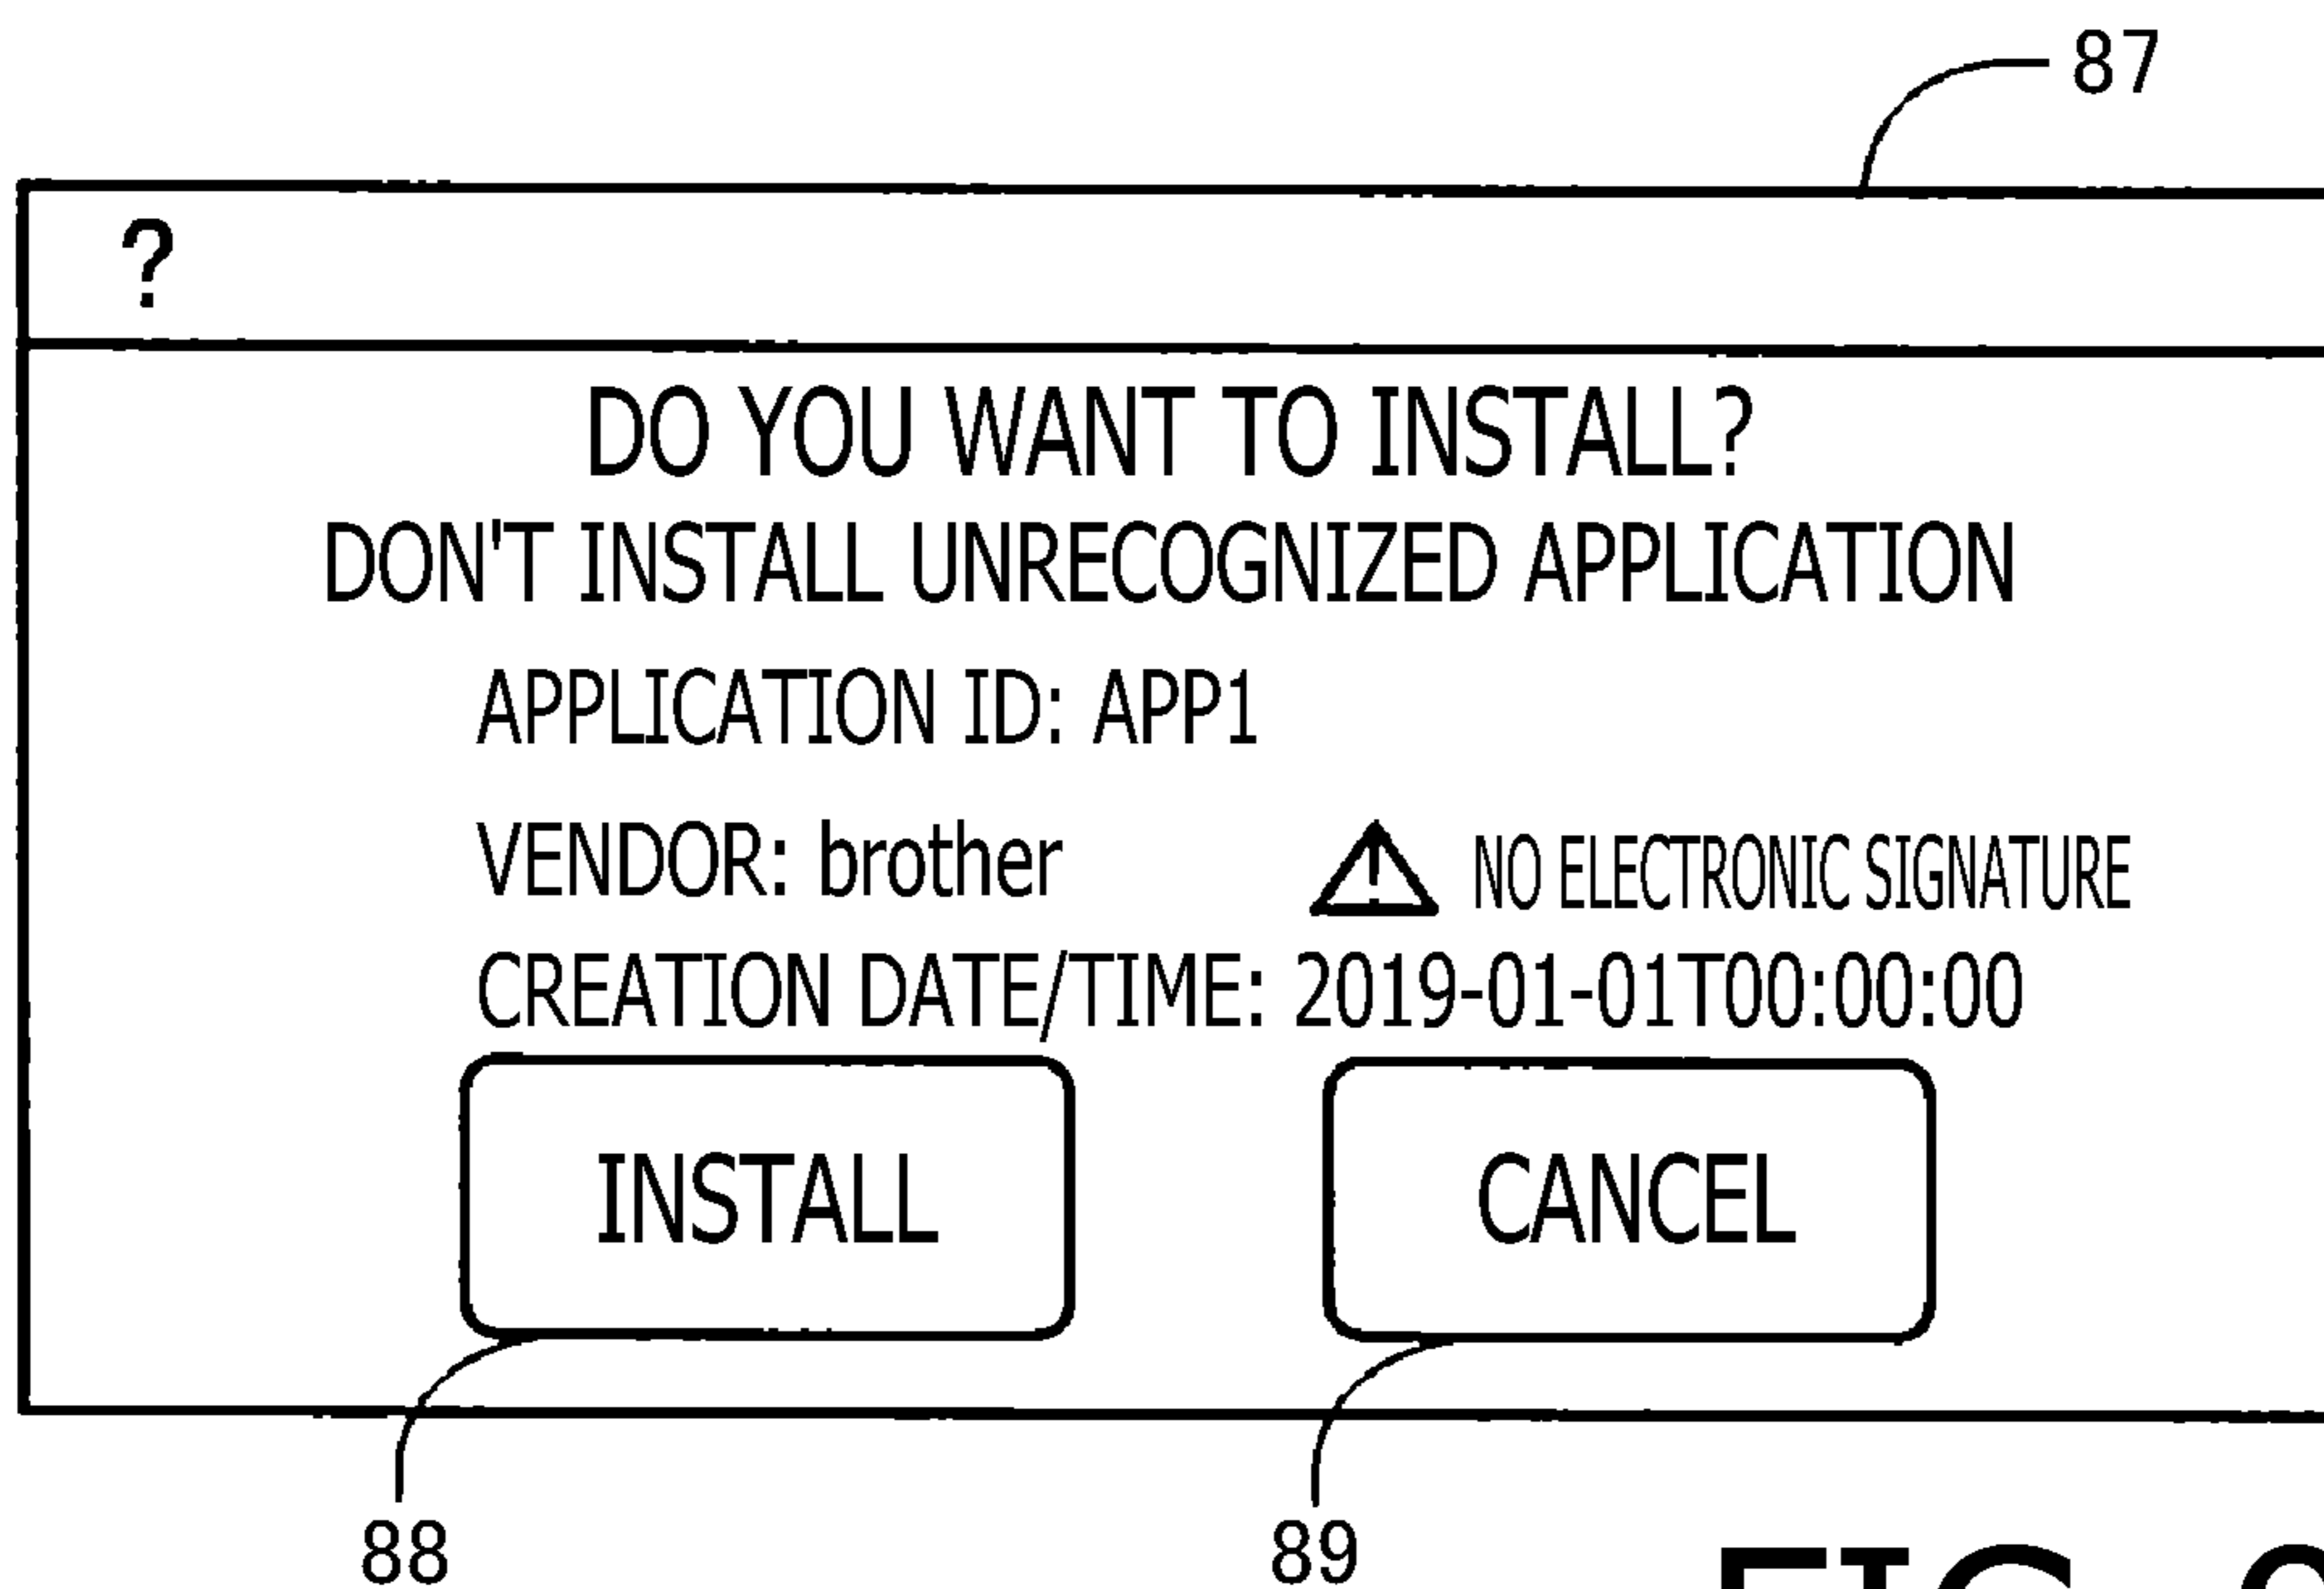 87
?
DO YOU WANT TO INSTALL?
DON'T INSTALL UNRECOGNIZED APPLICATION
APPLICATION ID: APP1
VENDOR: brother NO ELECTRONIC SIGNATURE
CREATION DATE/TIME: 2019-01-01T00:00:00
INSTALL CANCEL
88 89
FIG.